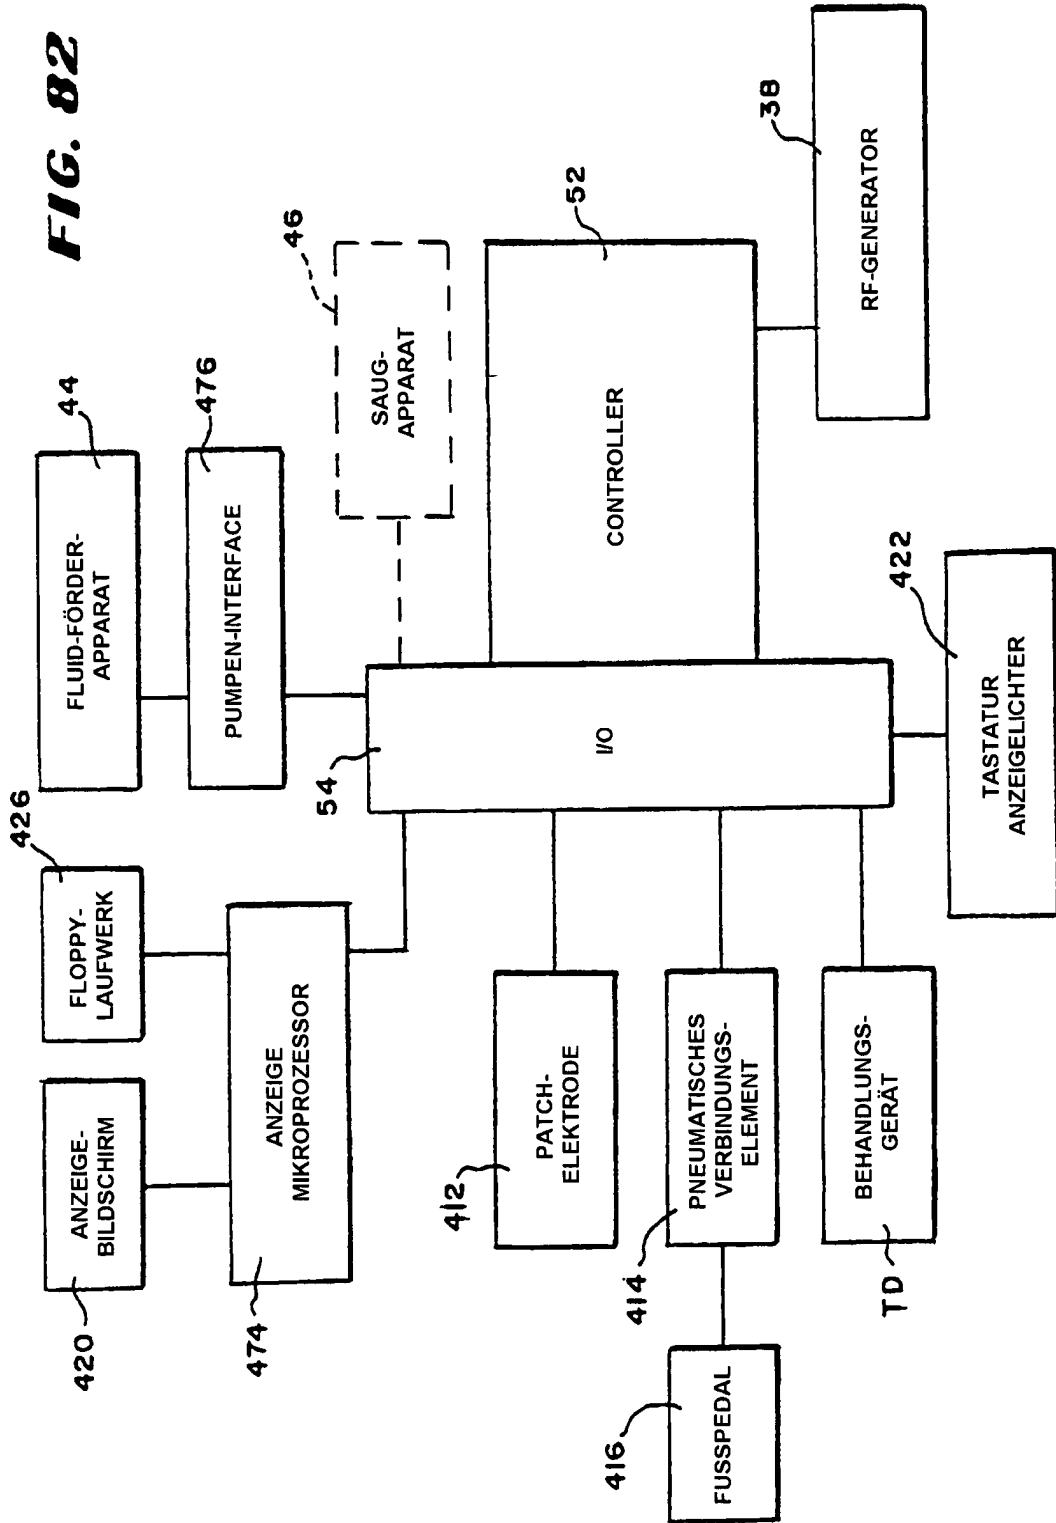 FIG. 82
44
FLUID-FÖRDER-
APPARAT
476
PUMPEN-INTERFACE
46
SAUG-
APPARAT
52
CONTROLLER
38
RF-GENERATOR
426
FLOPPY-
LAUFWERK
420
ANZEIGE-
BILDSCHIRM
474
ANZEIGE
MIKROPROZESSOR
54
I/O
412
PATCH-
ELEKTRODE
414
PNEUMATISCHES
VERBINDUNGS-
ELEMENT
416
FUSSPEDAL
TD
BEHANDLUNGS-
GERÄT
422
TASTATUR
ANZEIGELICHTER